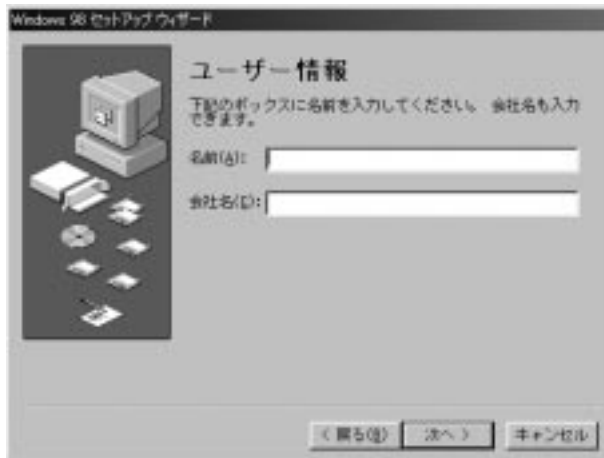 Windows 98 セットアップ ウィザード
ユーザー情報
下記のボックスに名前を入力してください。 会社名も入力
できます。
名前(A):
会社名(C):
< 戻る(B)
次へ >
キャンセル